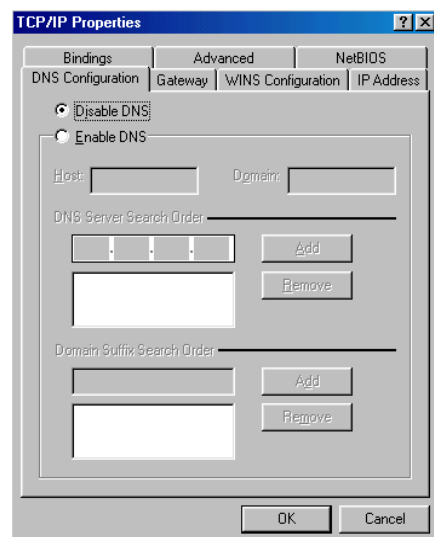 TCP/IP Properties
Bindings Advanced NetBIOS
DNS Configuration Gateway WINS Configuration IP Address
Disable DNS
Enable DNS
Host: Domain:
DNS Server Search Order
. . . Add
Remove
Domain Suffix Search Order
Add
Remove
OK Cancel